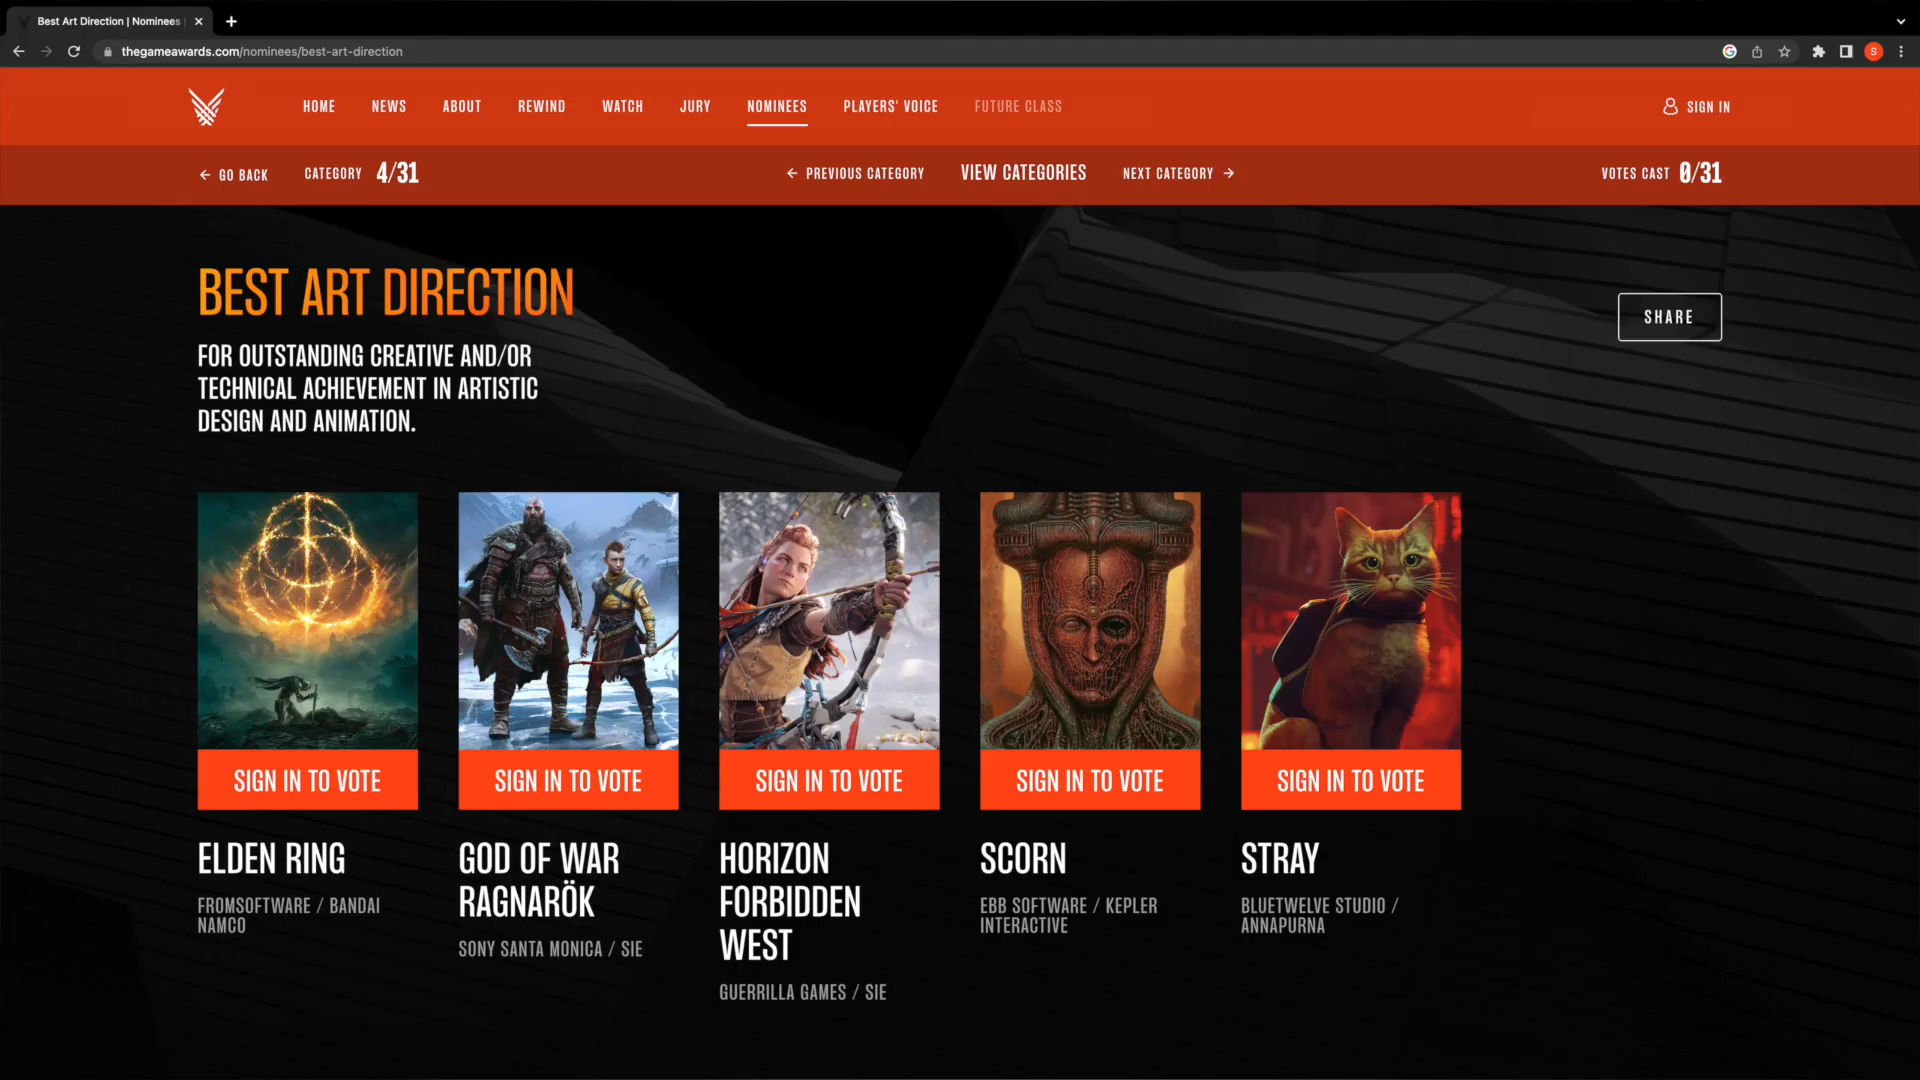 Best Art Direction | Nominees |
thegameawards.com/nominees/best-art-direction
S
HOME NEWS ABOUT REWIND WATCH JURY NOMINEES PLAYERS' VOICE FUTURE CLASS SIGN IN
GO BACK CATEGORY 4/31 PREVIOUS CATEGORY VIEW CATEGORIES NEXT CATEGORY VOTES CAST 0/31
BEST ART DIRECTION
SHARE
FOR OUTSTANDING CREATIVE AND/OR
TECHNICAL ACHIEVEMENT IN ARTISTIC
DESIGN AND ANIMATION.
SIGN IN TO VOTE SIGN IN TO VOTE SIGN IN TO VOTE SIGN IN TO VOTE SIGN IN TO VOTE
ELDEN RING
FROMSOFTWARE / BANDAI
NAMCO
GOD OF WAR
RAGNARÖK
SONY SANTA MONICA / SIE
HORIZON
FORBIDDEN
WEST
GUERRILLA GAMES / SIE
SCORN
EBB SOFTWARE / KEPLER
INTERACTIVE
STRAY
BLUETWELVE STUDIO /
ANNAPURNA